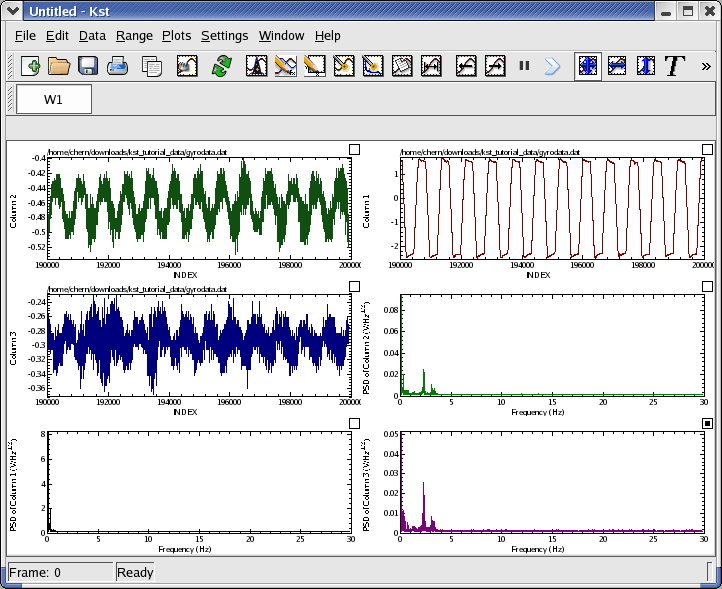 Untitled - Kst
File Edit Data Range Plots Settings Window Help
T »
W1
/home/chern/downloads/kst_tutorial_data/gyrodata.dat
Column 2
-0.4
-0.42
-0.44
-0.46
-0.48
-0.5
-0.52
190000 192000 194000 196000 198000 20000
INDEX
/home/chern/downloads/kst_tutorial_data/gyrodata.dat
Column 1
1
0
-1
-2
190000 192000 194000 196000 198000 20000
INDEX
/home/chern/downloads/kst_tutorial_data/gyrodata.dat
Column 3
-0.24
-0.26
-0.28
-0.3
-0.32
-0.34
-0.36
190000 192000 194000 196000 198000 20000
INDEX
PSD of Column 2 (V/Hz^1/2)
0.08
0.06
0.04
0.02
0
0 5 10 15 20 25 30
Frequency (Hz)
PSD of Column 1 (V/Hz^1/2)
8
6
4
2
0
0 5 10 15 20 25 30
Frequency (Hz)
PSD of Column 3 (V/Hz^1/2)
0.05
0.04
0.03
0.02
0.01
0
0 5 10 15 20 25 30
Frequency (Hz)
Frame: 0 Ready